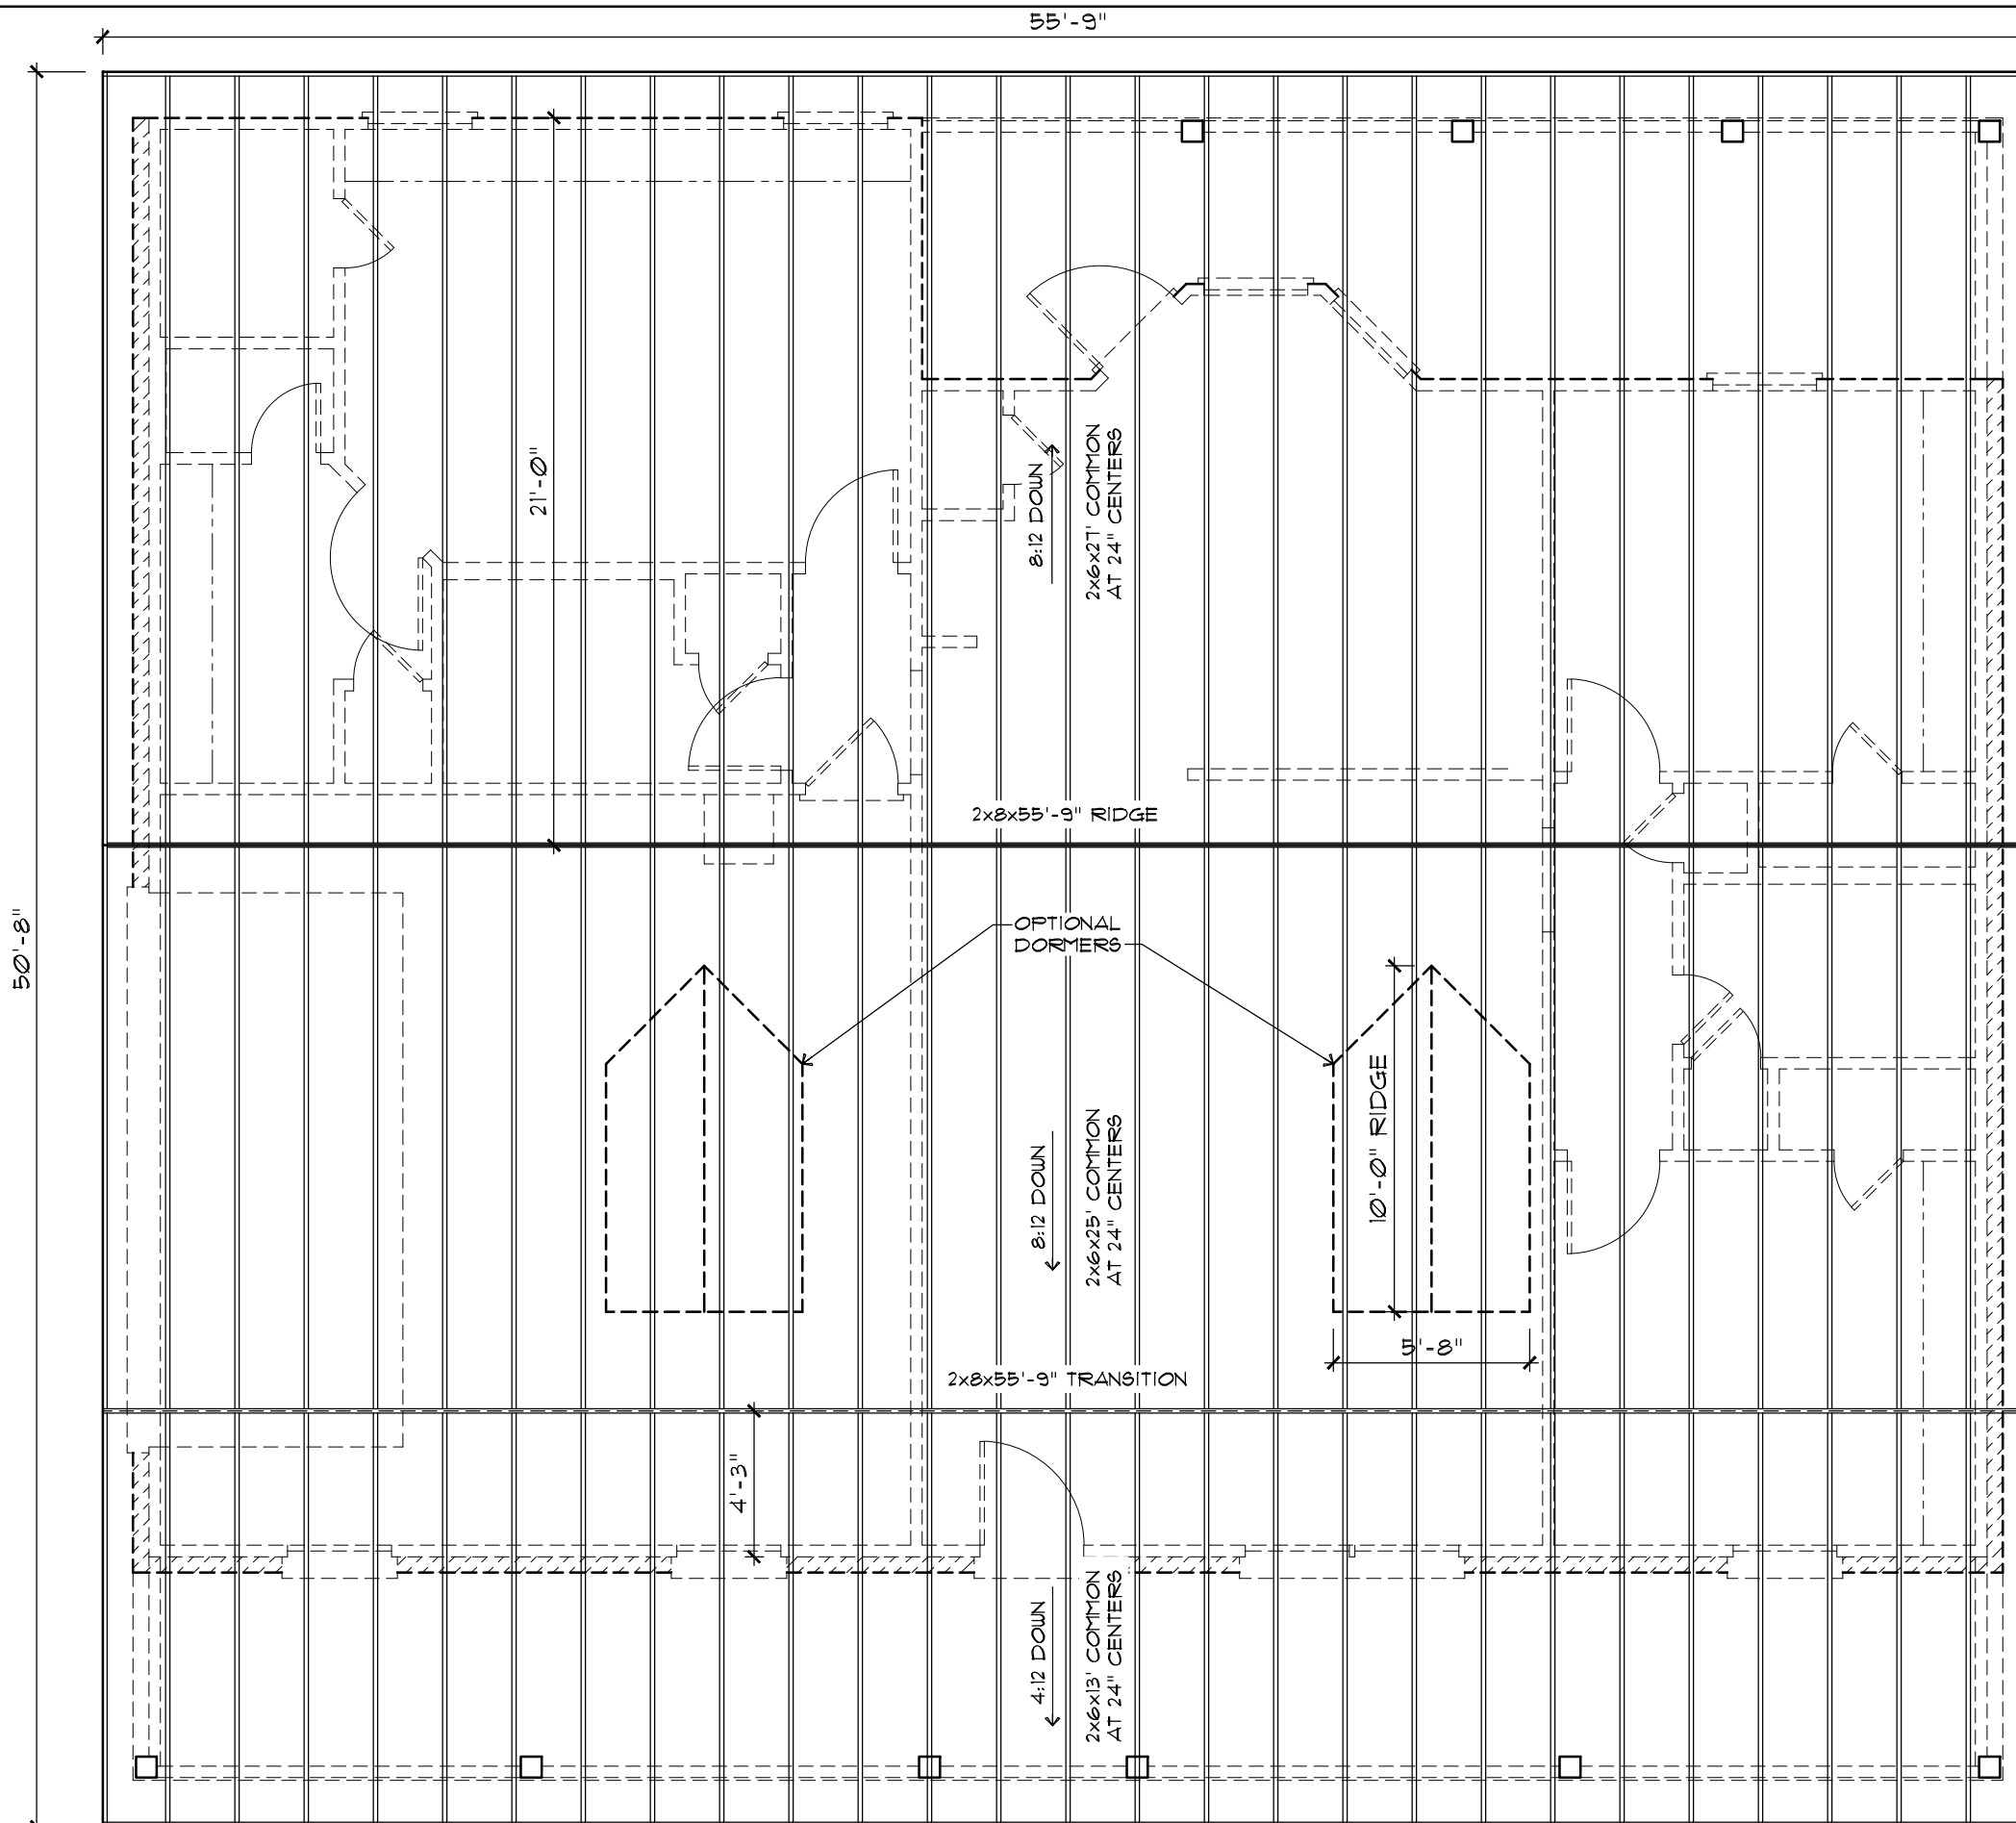 55'-9"
21'-0"
8:12 DOWN
2x6x27' COMMON
AT 24" CENTERS
2x8x55'-9" RIDGE
50'-8"
OPTIONAL
DORMERS
10'-0" RIDGE
8:12 DOWN
2x6x25' COMMON
AT 24" CENTERS
5'-8"
2x8x55'-9" TRANSITION
4'-3"
4:12 DOWN
2x6x13' COMMON
AT 24" CENTERS